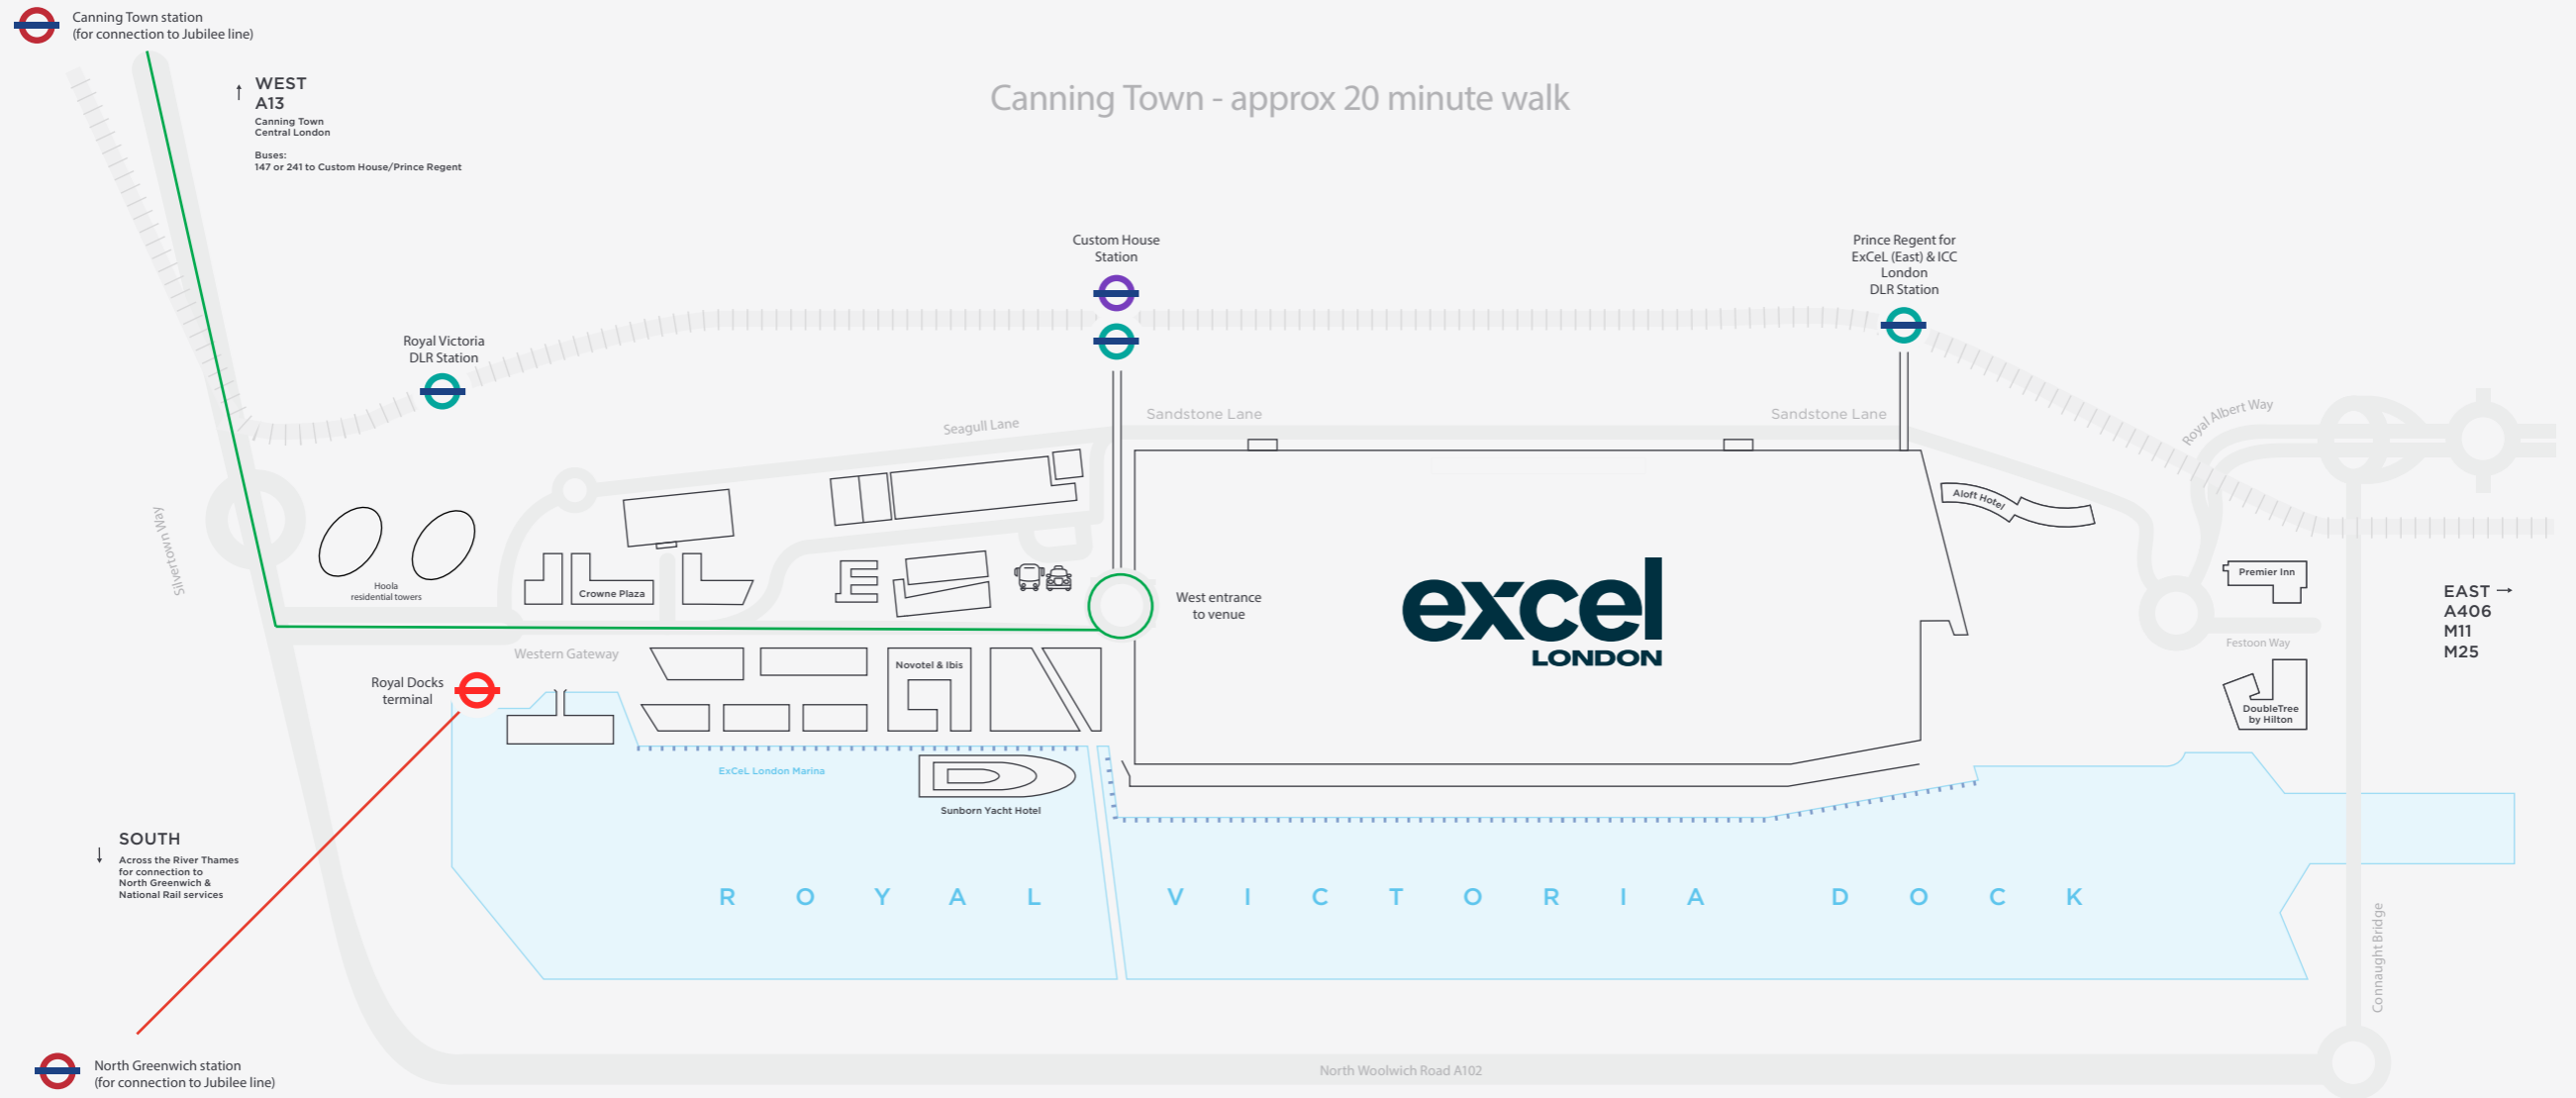 Canning Town station
(for connection to Jubilee line)
WEST
A13
Canning Town
Central London
Buses:
147 or 241 to Custom House/Prince Regent
Canning Town - approx 20 minute walk
Custom House
Station
Prince Regent for
ExCeL (East) & ICC
London
DLR Station
Royal Victoria
DLR Station
Seagull Lane
Sandstone Lane
Sandstone Lane
Royal Albert Way
Silvertown Way
Hoola
residential towers
Crowne Plaza
Aloft Hotel
West entrance
to venue
excel
LONDON
Premier Inn
EAST
A406
M11
M25
Festoon Way
Western Gateway
Novotel & Ibis
Royal Docks
terminal
DoubleTree
by Hilton
ExCeL London Marina
Sunborn Yacht Hotel
SOUTH
Across the River Thames
for connection to
North Greenwich &
National Rail services
ROYAL VICTORIA DOCK
Connaught Bridge
North Greenwich station
(for connection to Jubilee line)
North Woolwich Road A102